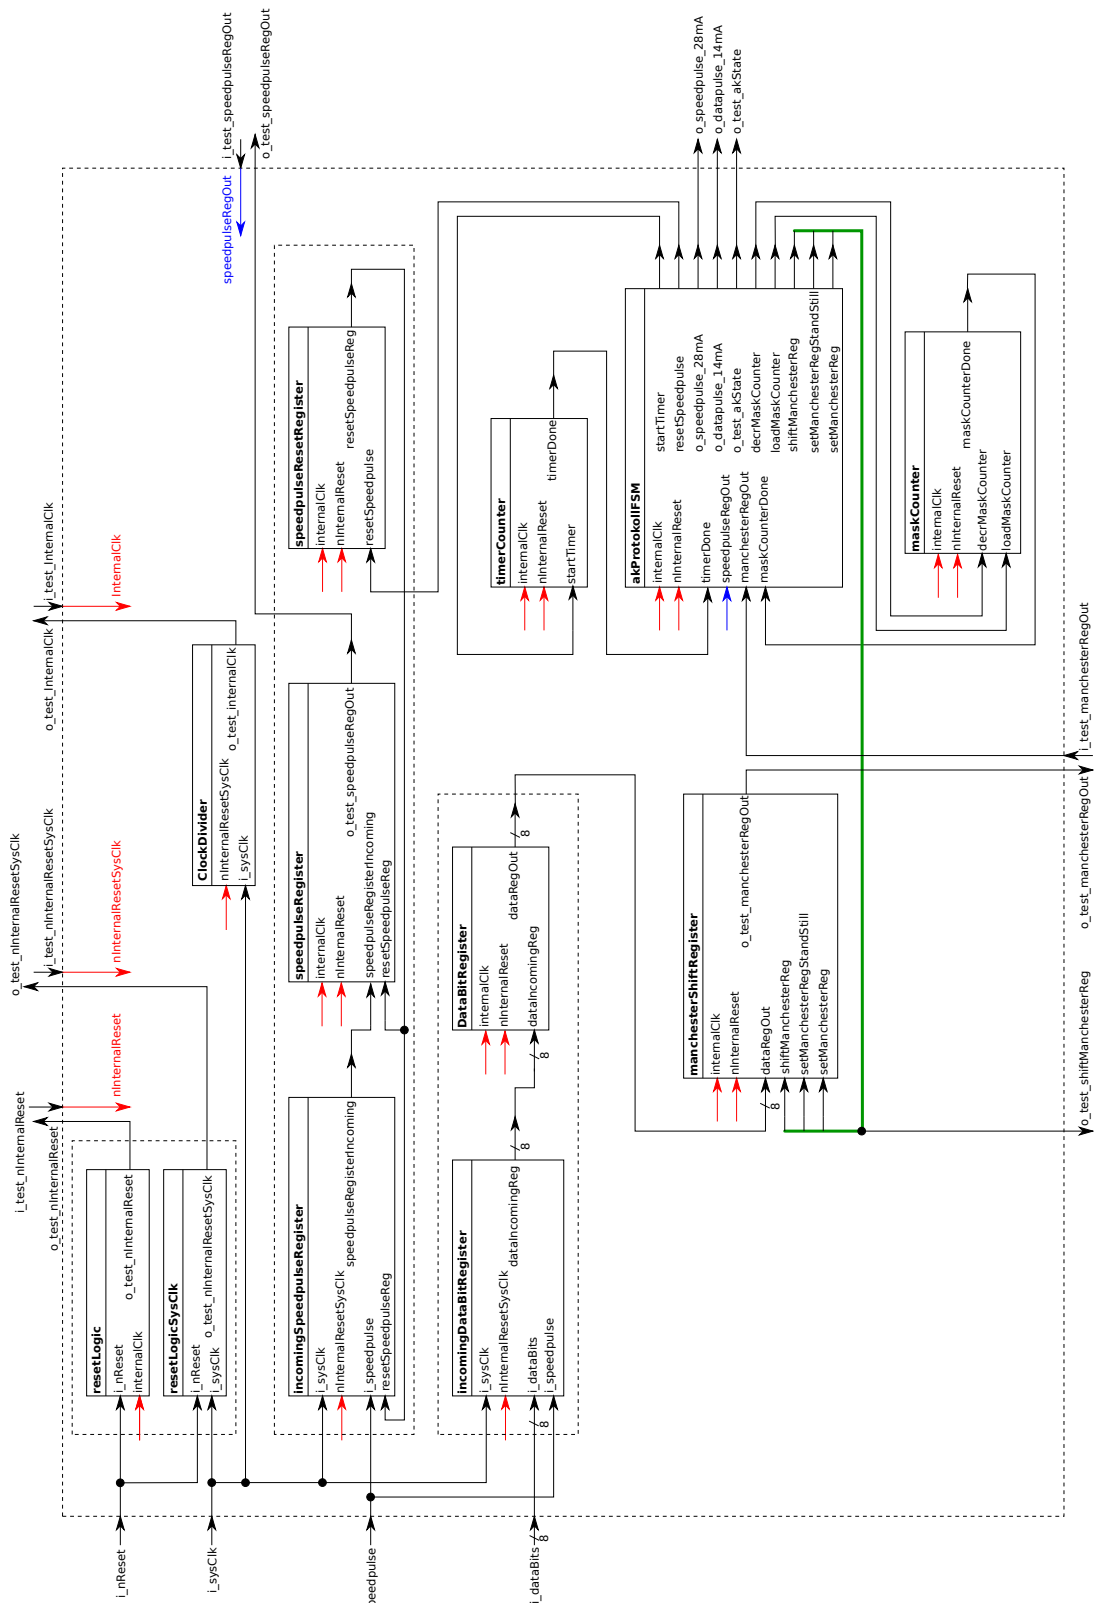 i_nReset
i_sysClk
peedpulse
i_dataBits
8
resetLogic
i_nReset
internalClk
o_test_nInternalReset
resetLogicSysClk
i_nReset
i_sysClk
o_test_nInternalResetSysClk
i_test_nInternalReset
o_test_nInternalReset
nInternalReset
o_test_nInternalResetSysClk
i_test_nInternalResetSysClk
nInternalResetSysClk
ClockDivider
nInternalResetSysClk
i_sysClk
o_test_internalClk
o_test_InternalClk
i_test_InternalClk
InternalClk
incomingSpeedpulseRegister
i_sysClk
nInternalResetSysClk
i_speedpulse
resetSpeedpulseReg
speedpulseRegisterIncoming
speedpulseRegister
internalClk
nInternalReset
speedpulseRegisterIncoming
resetSpeedpulseReg
o_test_speedpulseRegOut
speedpulseResetRegister
internalClk
nInternalReset
resetSpeedpulse
resetSpeedpulseReg
speedpulseRegOut
i_test_speedpulseRegOut
o_test_speedpulseRegOut
incomingDataBitRegister
i_sysClk
nInternalResetSysClk
i_dataBits
i_speedpulse
8
dataIncomingReg
8
DataBitRegister
internalClk
nInternalReset
dataIncomingReg
8
dataRegOut
8
timerCounter
internalClk
nInternalReset
startTimer
timerDone
akProtokollFSM
internalClk
nInternalReset
timerDone
speedpulseRegOut
manchesterRegOut
maskCounterDone
startTimer
resetSpeedpulse
o_speedpulse_28mA
o_datapulse_14mA
o_test_akState
decrMaskCounter
loadMaskCounter
shiftManchesterReg
setManchesterRegStandStill
setManchesterReg
o_speedpulse_28mA
o_datapulse_14mA
o_test_akState
manchesterShiftRegister
internalClk
nInternalReset
dataRegOut
8
shiftManchesterReg
setManchesterRegStandStill
setManchesterReg
o_test_manchesterRegOut
maskCounter
internalClk
nInternalReset
decrMaskCounter
loadMaskCounter
maskCounterDone
o_test_shiftManchesterReg
o_test_manchesterRegOut
i_test_manchesterRegOut